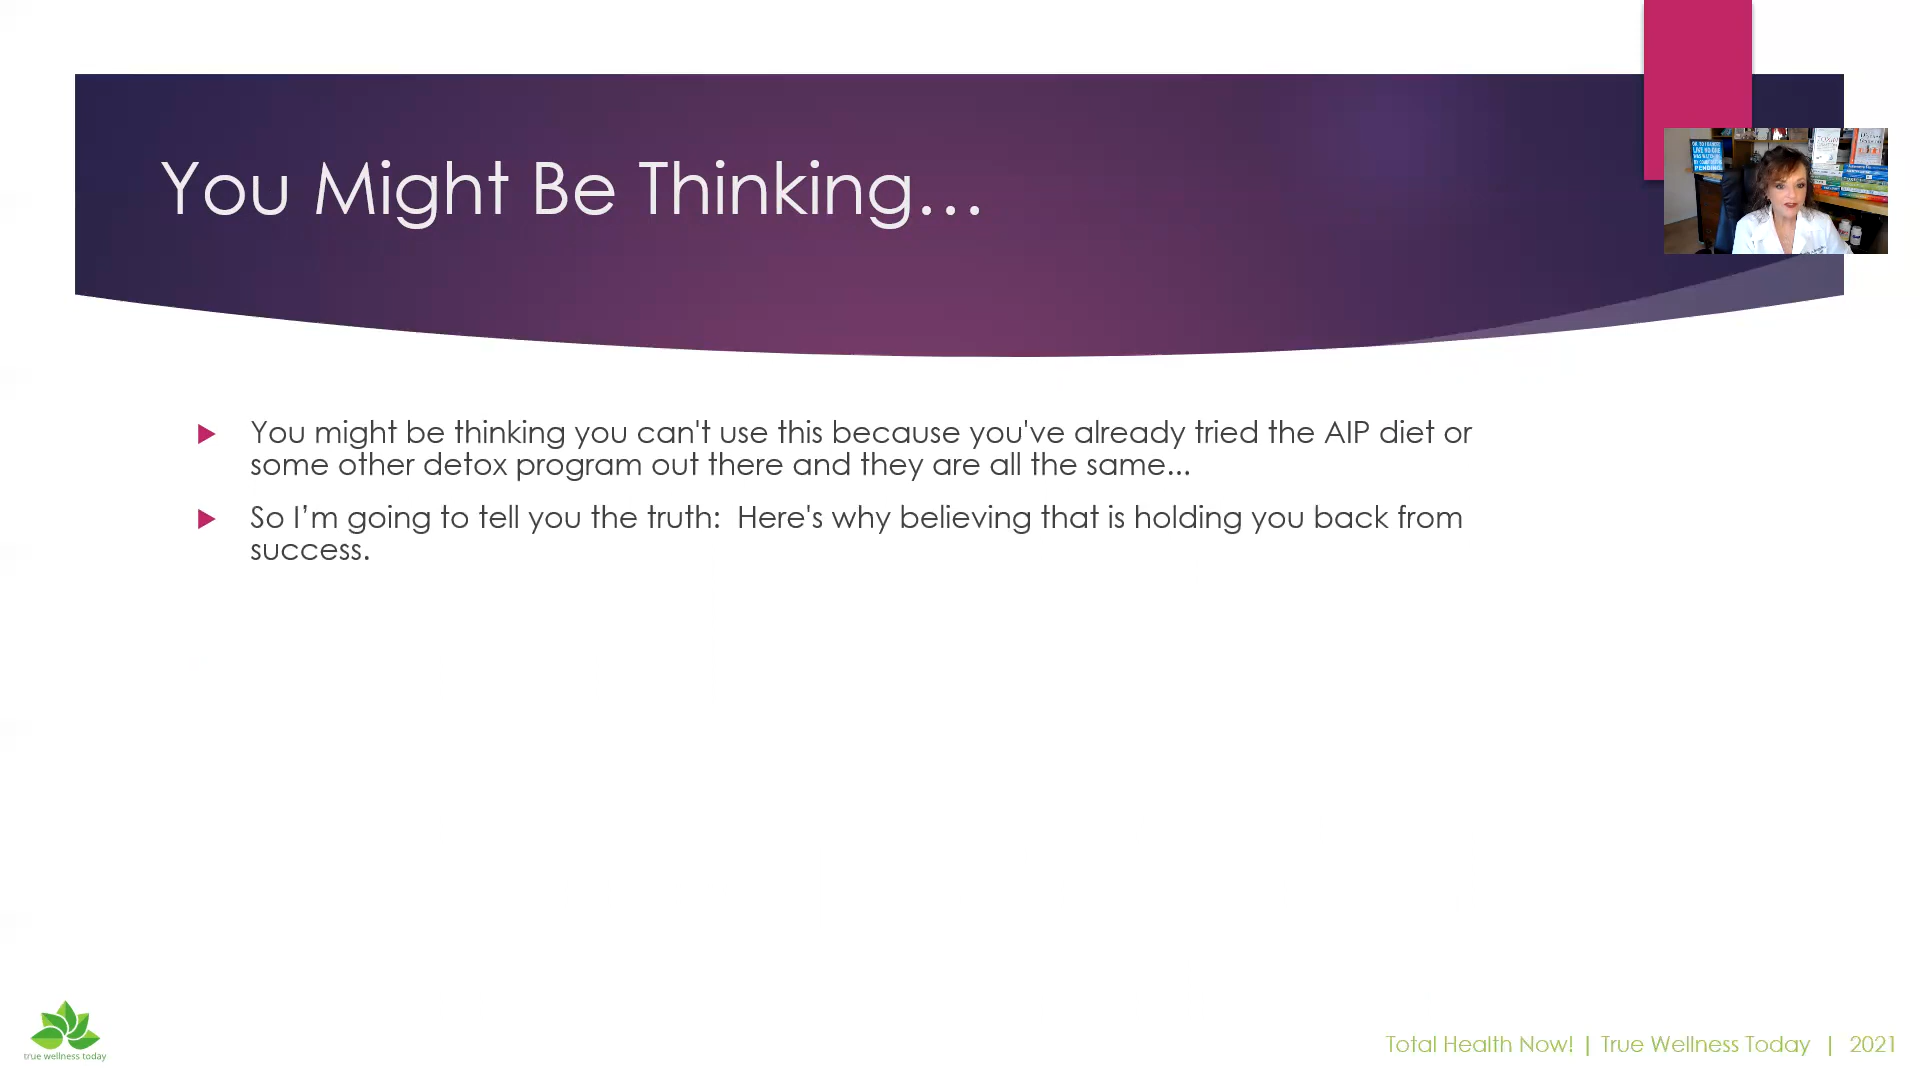 You Might Be Thinking...
You might be thinking you can't use this because you've already tried the AIP diet or
some other detox program out there and they are all the same...
So I’m going to tell you the truth:  Here's why believing that is holding you back from
success.
true wellness today
Total Health Now! | True Wellness Today | 2021